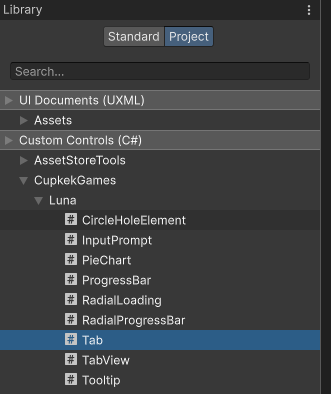 Library
Standard Project
Search...
UI Documents (UXML)
Assets
Custom Controls (C#)
AssetStoreTools
CupkekGames
Luna
# CircleHoleElement
# InputPrompt
# PieChart
# ProgressBar
# RadialLoading
# RadialProgressBar
# Tab
# TabView
# Tooltip